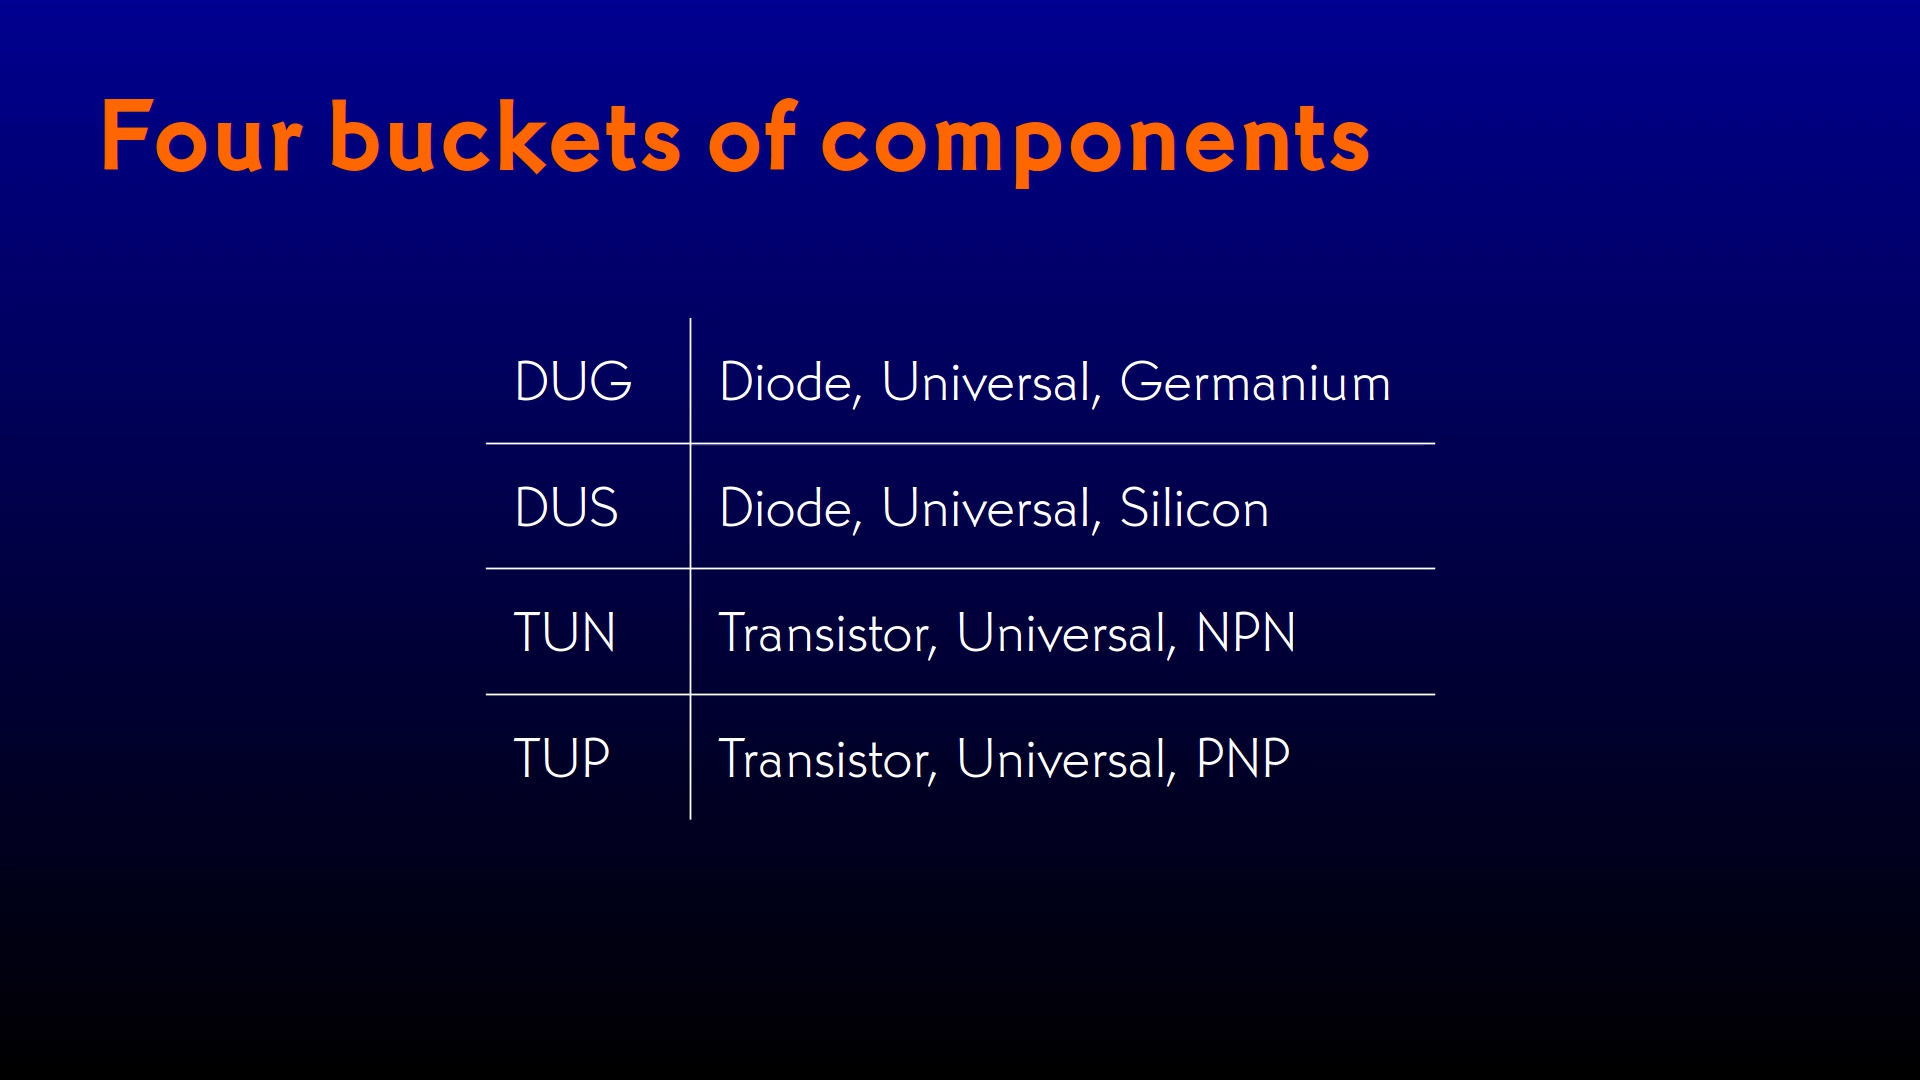 Four buckets of components
DUG Diode, Universal, Germanium
DUS Diode, Universal, Silicon
TUN Transistor, Universal, NPN
TUP Transistor, Universal, PNP